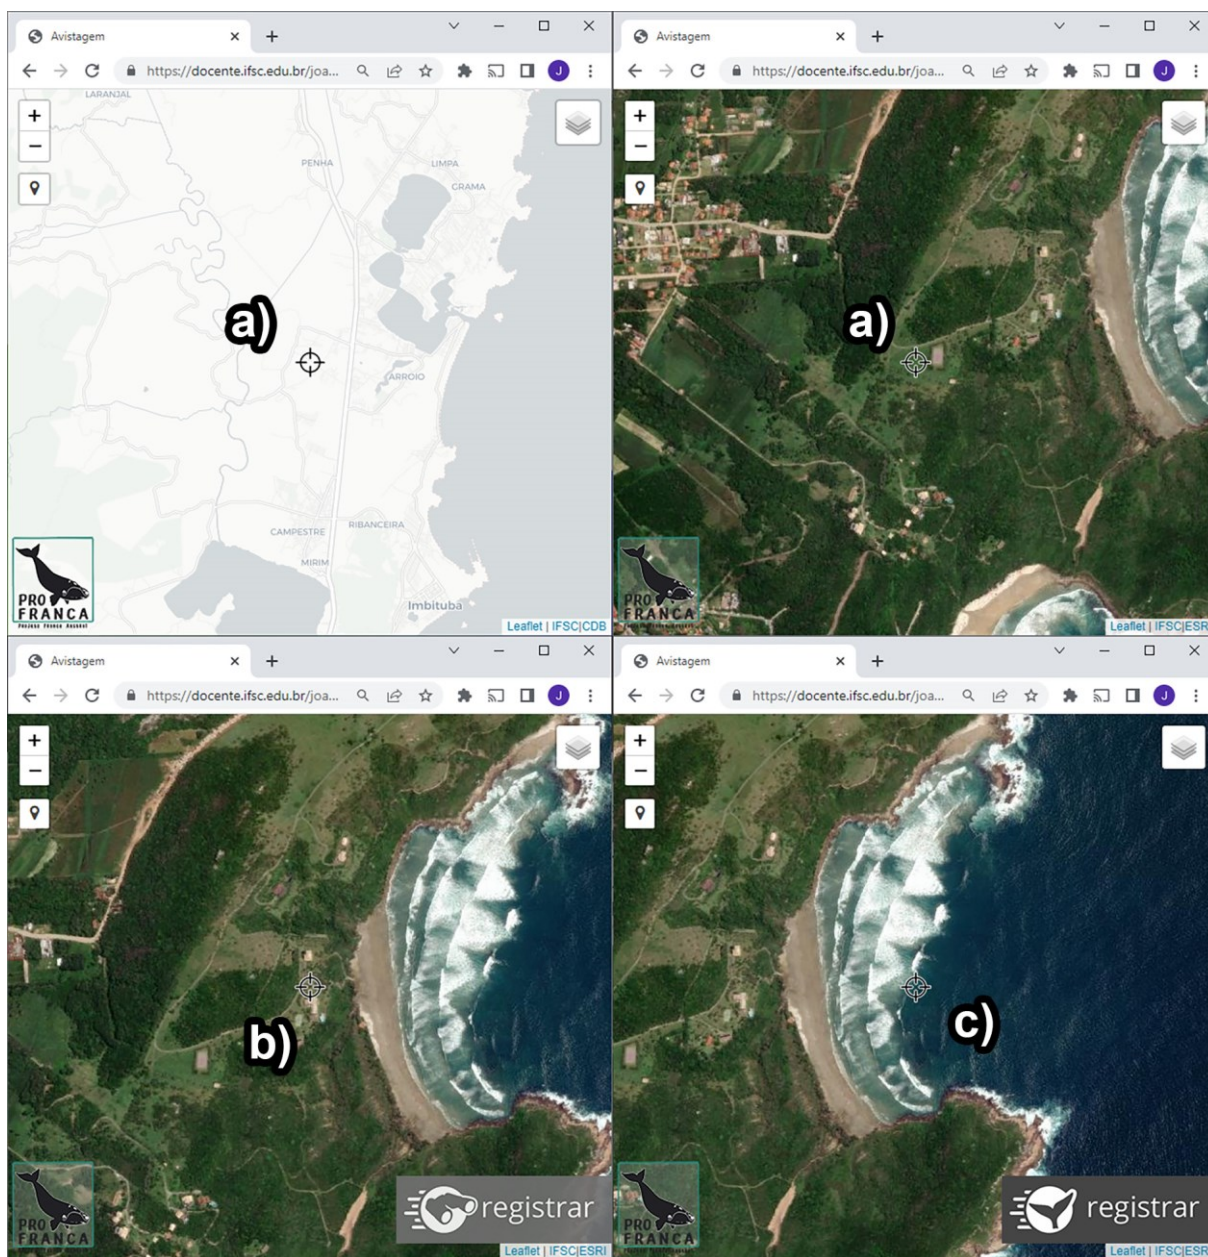 Avistagem
https://docente.ifsc.edu.br/joa...
J
LARANJAL
PENHA
LIMPA
GRAMA
a)
ARROIO
CAMPESTRE
RIBANCEIRA
MIRIM
Imbituba
PRO
FRANCA
PROJETO FRANCA AUSTRAL
Leaflet | IFSC|CDB
Avistagem
https://docente.ifsc.edu.br/joa...
J
a)
PRO
FRANCA
Leaflet | IFSC|ESR
Avistagem
https://docente.ifsc.edu.br/joa...
J
b)
PRO
FRANCA
registrar
Leaflet | IFSC|ESRI
Avistagem
https://docente.ifsc.edu.br/joa...
J
c)
PRO
FRANCA
registrar
Leaflet | IFSC|ESR